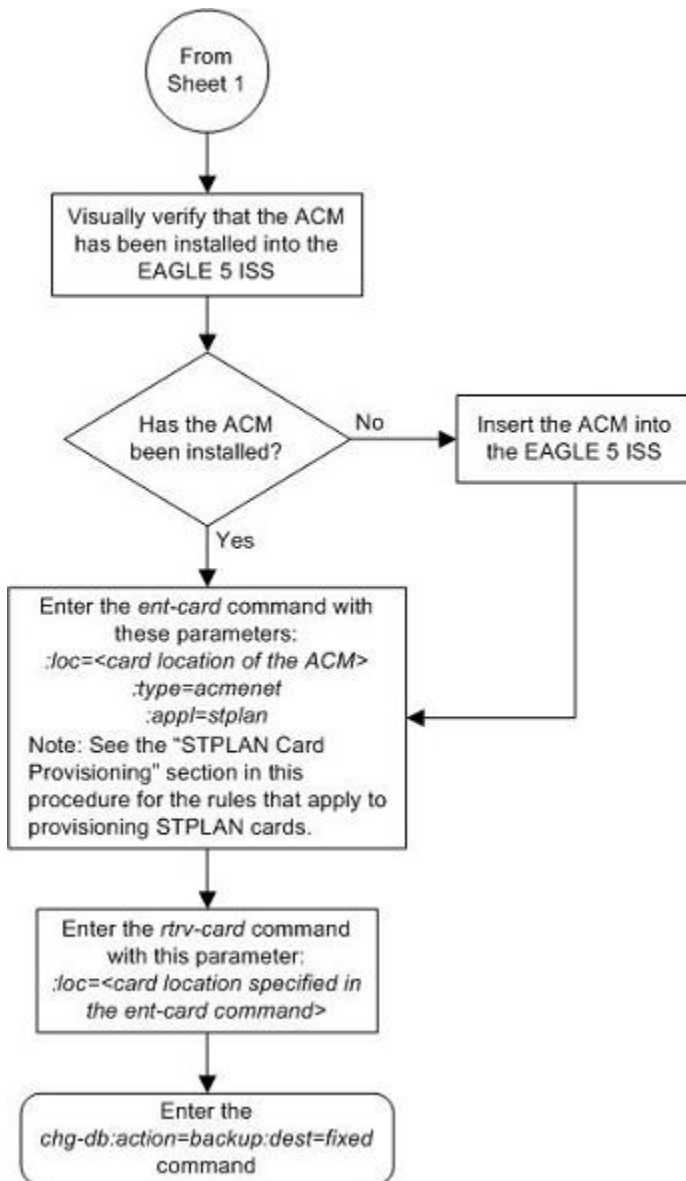 From
Sheet 1
Visually verify that the ACM
has been installed into the
EAGLE 5 ISS
Has the ACM
been installed?
No
Insert the ACM into
the EAGLE 5 ISS
Yes
Enter the ent-card command with
these parameters:
:loc=<card location of the ACM>
:type=acmenet
:appl=stplan
Note: See the “STPLAN Card
Provisioning” section in this
procedure for the rules that apply to
provisioning STPLAN cards.
Enter the rtrv-card command
with this parameter:
:loc=<card location specified in
the ent-card command>
Enter the
chg-db:action=backup:dest=fixed
command